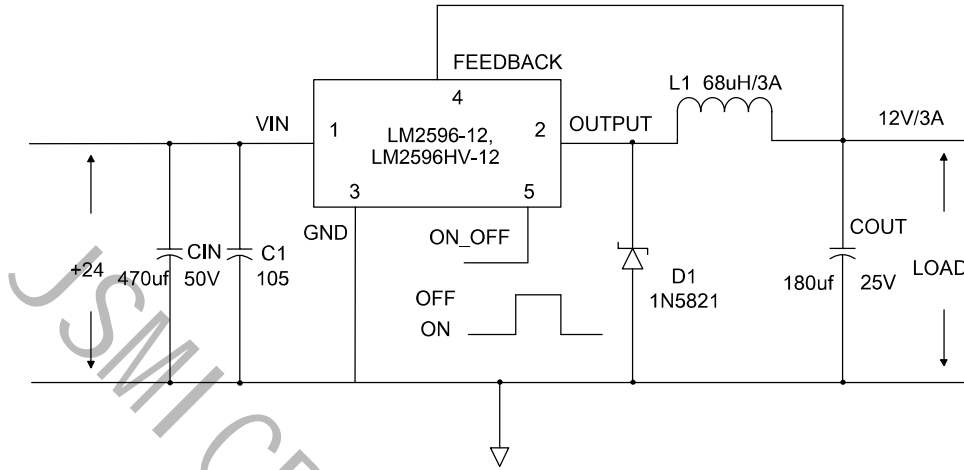 FEEDBACK
L1 68uH/3A
4
VIN
1
LM2596-12,
LM2596HV-12
2
OUTPUT
12V/3A
3
5
GND
ON_OFF
COUT
+24
470uf
CIN
50V
C1
105
D1
1N5821
180uf
25V
LOAD
OFF
ON
JSMI